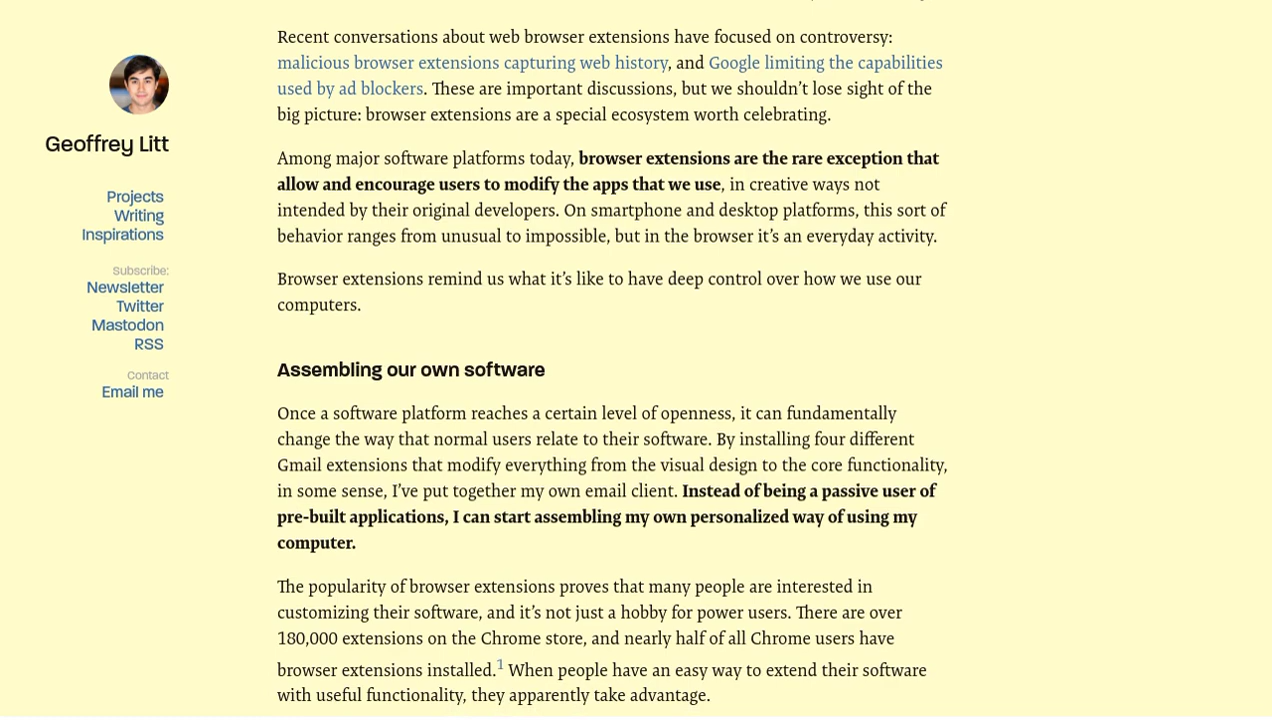 Geoffrey Litt
Projects
Writing
Inspirations
Subscribe:
Newsletter
Twitter
Mastodon
RSS
Contact
Email me
Recent conversations about web browser extensions have focused on controversy:
malicious browser extensions capturing web history, and Google limiting the capabilities
used by ad blockers. These are important discussions, but we shouldn’t lose sight of the
big picture: browser extensions are a special ecosystem worth celebrating.
Among major software platforms today, browser extensions are the rare exception that
allow and encourage users to modify the apps that we use, in creative ways not
intended by their original developers. On smartphone and desktop platforms, this sort of
behavior ranges from unusual to impossible, but in the browser it’s an everyday activity.
Browser extensions remind us what it’s like to have deep control over how we use our
computers.
Assembling our own software
Once a software platform reaches a certain level of openness, it can fundamentally
change the way that normal users relate to their software. By installing four different
Gmail extensions that modify everything from the visual design to the core functionality,
in some sense, I’ve put together my own email client. Instead of being a passive user of
pre-built applications, I can start assembling my own personalized way of using my
computer.
The popularity of browser extensions proves that many people are interested in
customizing their software, and it’s not just a hobby for power users. There are over
180,000 extensions on the Chrome store, and nearly half of all Chrome users have
browser extensions installed.1 When people have an easy way to extend their software
with useful functionality, they apparently take advantage.